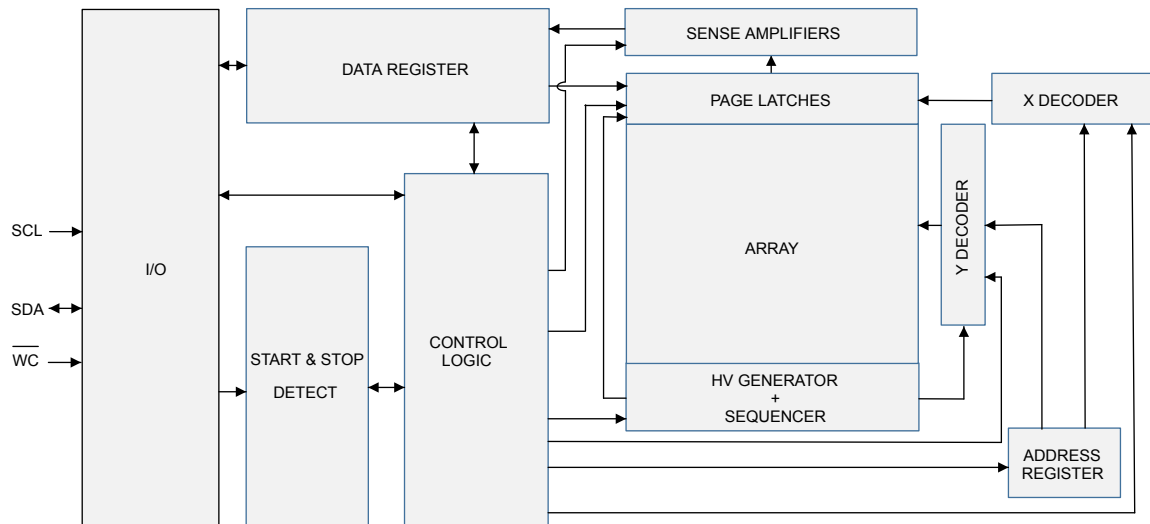 SENSE AMPLIFIERS
DATA REGISTER
PAGE LATCHES
X DECODER
SCL
I/O
Y DECODER
ARRAY
SDA
WC
START & STOP
DETECT
CONTROL
LOGIC
HV GENERATOR
+
SEQUENCER
ADDRESS
REGISTER